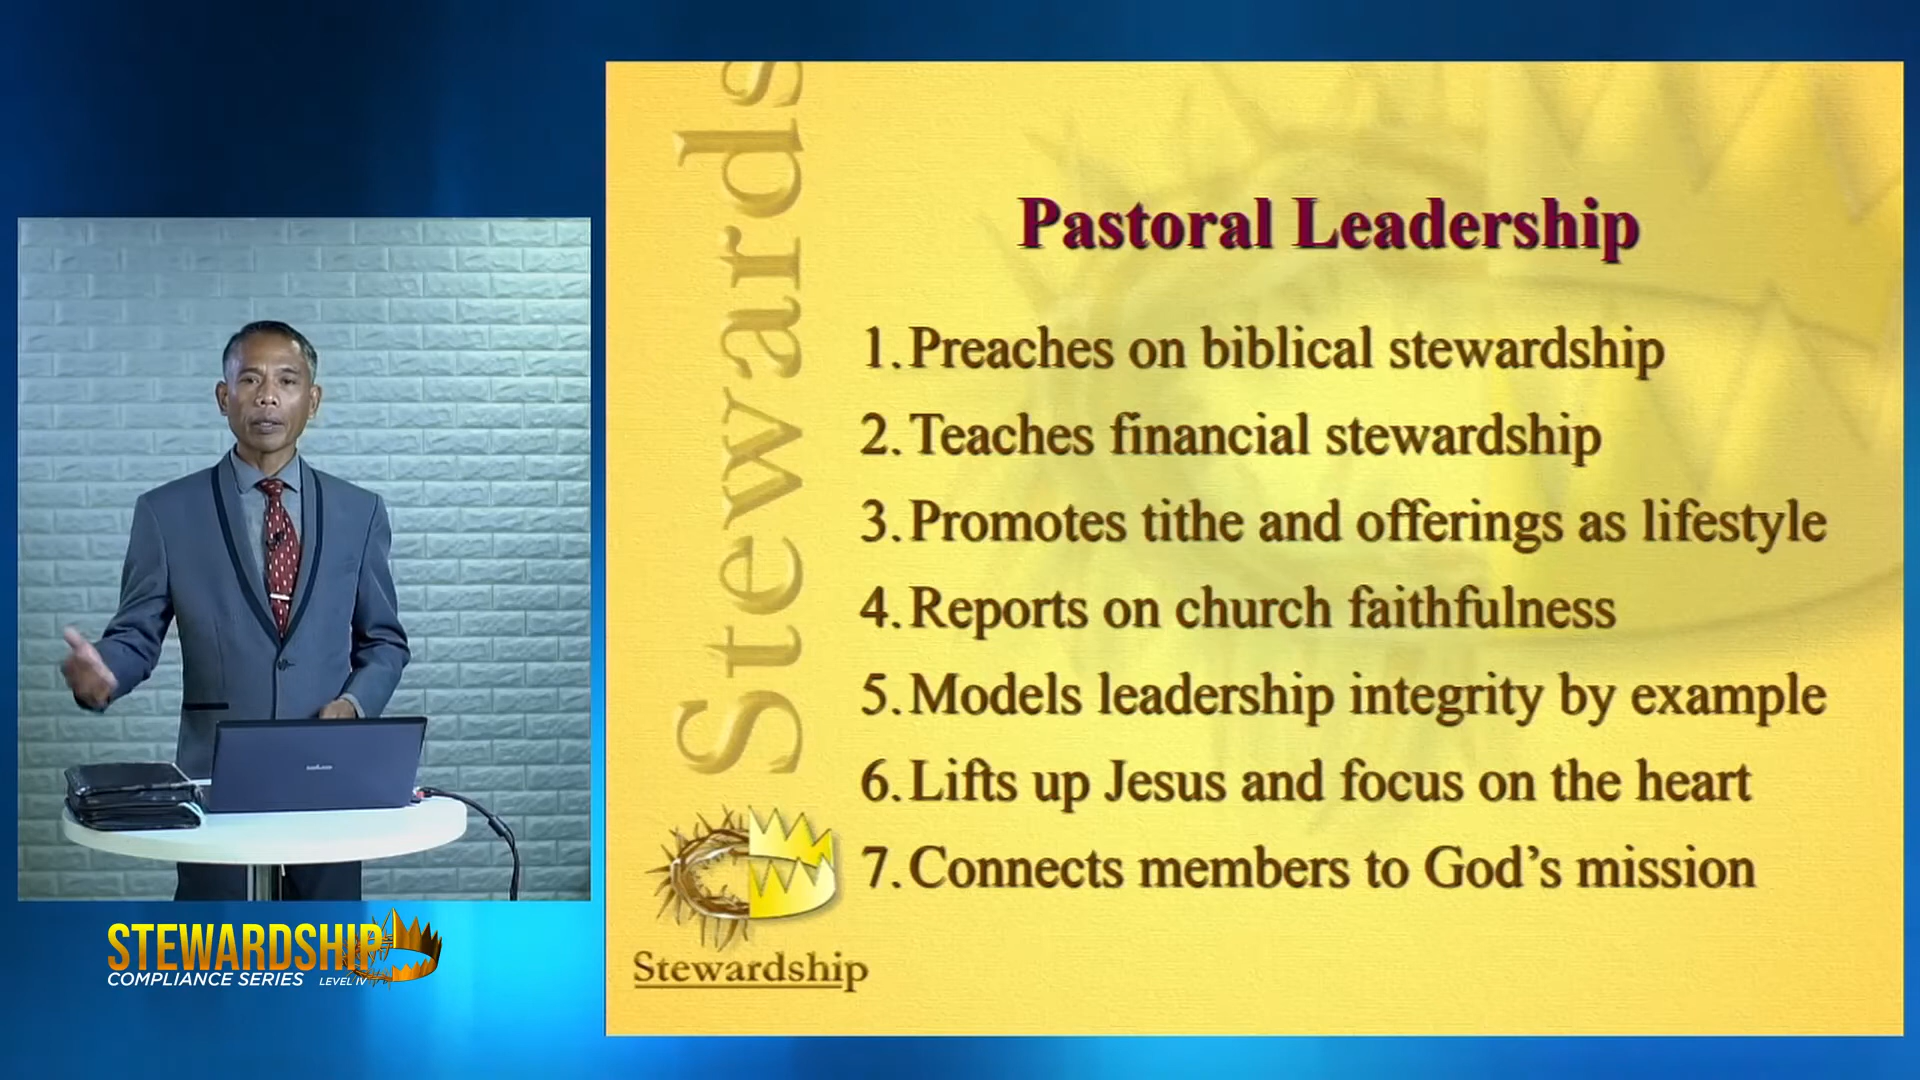 Stewards
Pastoral Leadership
1. Preaches on biblical stewardship
2. Teaches financial stewardship
3. Promotes tithe and offerings as lifestyle
4. Reports on church faithfulness
5. Models leadership integrity by example
6. Lifts up Jesus and focus on the heart
7. Connects members to God’s mission
Stewardship
STEWARDSHIP
COMPLIANCE SERIES LEVEL IV